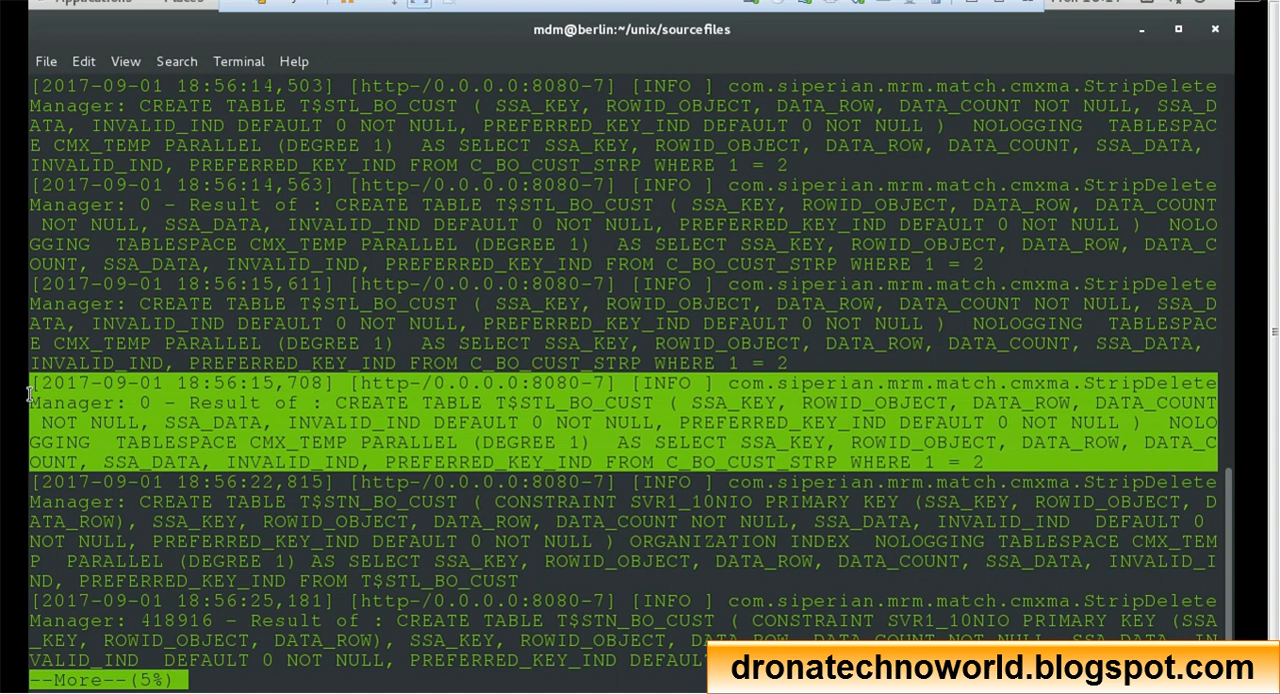 Applications Places
mdm@berlin:~/unix/sourcefiles
File Edit View Search Terminal Help
[2017-09-01 18:56:14,503] [http-/0.0.0.0:8080-7] [INFO ] com.siperian.mrm.match.cmxma.StripDelete
Manager: CREATE TABLE T$STL_BO_CUST ( SSA_KEY, ROWID_OBJECT, DATA_ROW, DATA_COUNT NOT NULL, SSA_D
ATA, INVALID_IND DEFAULT 0 NOT NULL, PREFERRED_KEY_IND DEFAULT 0 NOT NULL )  NOLOGGING  TABLESPAC
E CMX_TEMP PARALLEL (DEGREE 1)  AS SELECT SSA_KEY, ROWID_OBJECT, DATA_ROW, DATA_COUNT, SSA_DATA,
INVALID_IND, PREFERRED_KEY_IND FROM C_BO_CUST_STRP WHERE 1 = 2
[2017-09-01 18:56:14,563] [http-/0.0.0.0:8080-7] [INFO ] com.siperian.mrm.match.cmxma.StripDelete
Manager: 0 - Result of : CREATE TABLE T$STL_BO_CUST ( SSA_KEY, ROWID_OBJECT, DATA_ROW, DATA_COUNT
NOT NULL, SSA_DATA, INVALID_IND DEFAULT 0 NOT NULL, PREFERRED_KEY_IND DEFAULT 0 NOT NULL )  NOLO
GGING  TABLESPACE CMX_TEMP PARALLEL (DEGREE 1)  AS SELECT SSA_KEY, ROWID_OBJECT, DATA_ROW, DATA_C
OUNT, SSA_DATA, INVALID_IND, PREFERRED_KEY_IND FROM C_BO_CUST_STRP WHERE 1 = 2
[2017-09-01 18:56:15,611] [http-/0.0.0.0:8080-7] [INFO ] com.siperian.mrm.match.cmxma.StripDelete
Manager: CREATE TABLE T$STL_BO_CUST ( SSA_KEY, ROWID_OBJECT, DATA_ROW, DATA_COUNT NOT NULL, SSA_D
ATA, INVALID_IND DEFAULT 0 NOT NULL, PREFERRED_KEY_IND DEFAULT 0 NOT NULL )  NOLOGGING  TABLESPAC
E CMX_TEMP PARALLEL (DEGREE 1)  AS SELECT SSA_KEY, ROWID_OBJECT, DATA_ROW, DATA_COUNT, SSA_DATA,
INVALID_IND, PREFERRED_KEY_IND FROM C_BO_CUST_STRP WHERE 1 = 2
[2017-09-01 18:56:15,708] [http-/0.0.0.0:8080-7] [INFO ] com.siperian.mrm.match.cmxma.StripDelete
Manager: 0 - Result of : CREATE TABLE T$STL_BO_CUST ( SSA_KEY, ROWID_OBJECT, DATA_ROW, DATA_COUNT
NOT NULL, SSA_DATA, INVALID_IND DEFAULT 0 NOT NULL, PREFERRED_KEY_IND DEFAULT 0 NOT NULL )  NOLO
GGING  TABLESPACE CMX_TEMP PARALLEL (DEGREE 1)  AS SELECT SSA_KEY, ROWID_OBJECT, DATA_ROW, DATA_C
OUNT, SSA_DATA, INVALID_IND, PREFERRED_KEY_IND FROM C_BO_CUST_STRP WHERE 1 = 2
[2017-09-01 18:56:22,815] [http-/0.0.0.0:8080-7] [INFO ] com.siperian.mrm.match.cmxma.StripDelete
Manager: CREATE TABLE T$STN_BO_CUST ( CONSTRAINT SVR1_10NIO PRIMARY KEY (SSA_KEY, ROWID_OBJECT, D
ATA_ROW), SSA_KEY, ROWID_OBJECT, DATA_ROW, DATA_COUNT NOT NULL, SSA_DATA, INVALID_IND  DEFAULT 0
NOT NULL, PREFERRED_KEY_IND DEFAULT 0 NOT NULL ) ORGANIZATION INDEX  NOLOGGING TABLESPACE CMX_TEM
P  PARALLEL (DEGREE 1) AS SELECT SSA_KEY, ROWID_OBJECT, DATA_ROW, DATA_COUNT, SSA_DATA, INVALID_I
ND, PREFERRED_KEY_IND FROM T$STL_BO_CUST
[2017-09-01 18:56:25,181] [http-/0.0.0.0:8080-7] [INFO ] com.siperian.mrm.match.cmxma.StripDelete
Manager: 418916 - Result of : CREATE TABLE T$STN_BO_CUST ( CONSTRAINT SVR1_10NIO PRIMARY KEY (SSA
_KEY, ROWID_OBJECT, DATA_ROW), SSA_KEY, ROWID_OBJECT, DATA_ROW, DATA_COUNT NOT NULL, SSA_DATA, IN
VALID_IND  DEFAULT 0 NOT NULL, PREFERRED_KEY_IND DEFAU
--More--(5%)
dronatechnoworld.blogspot.com